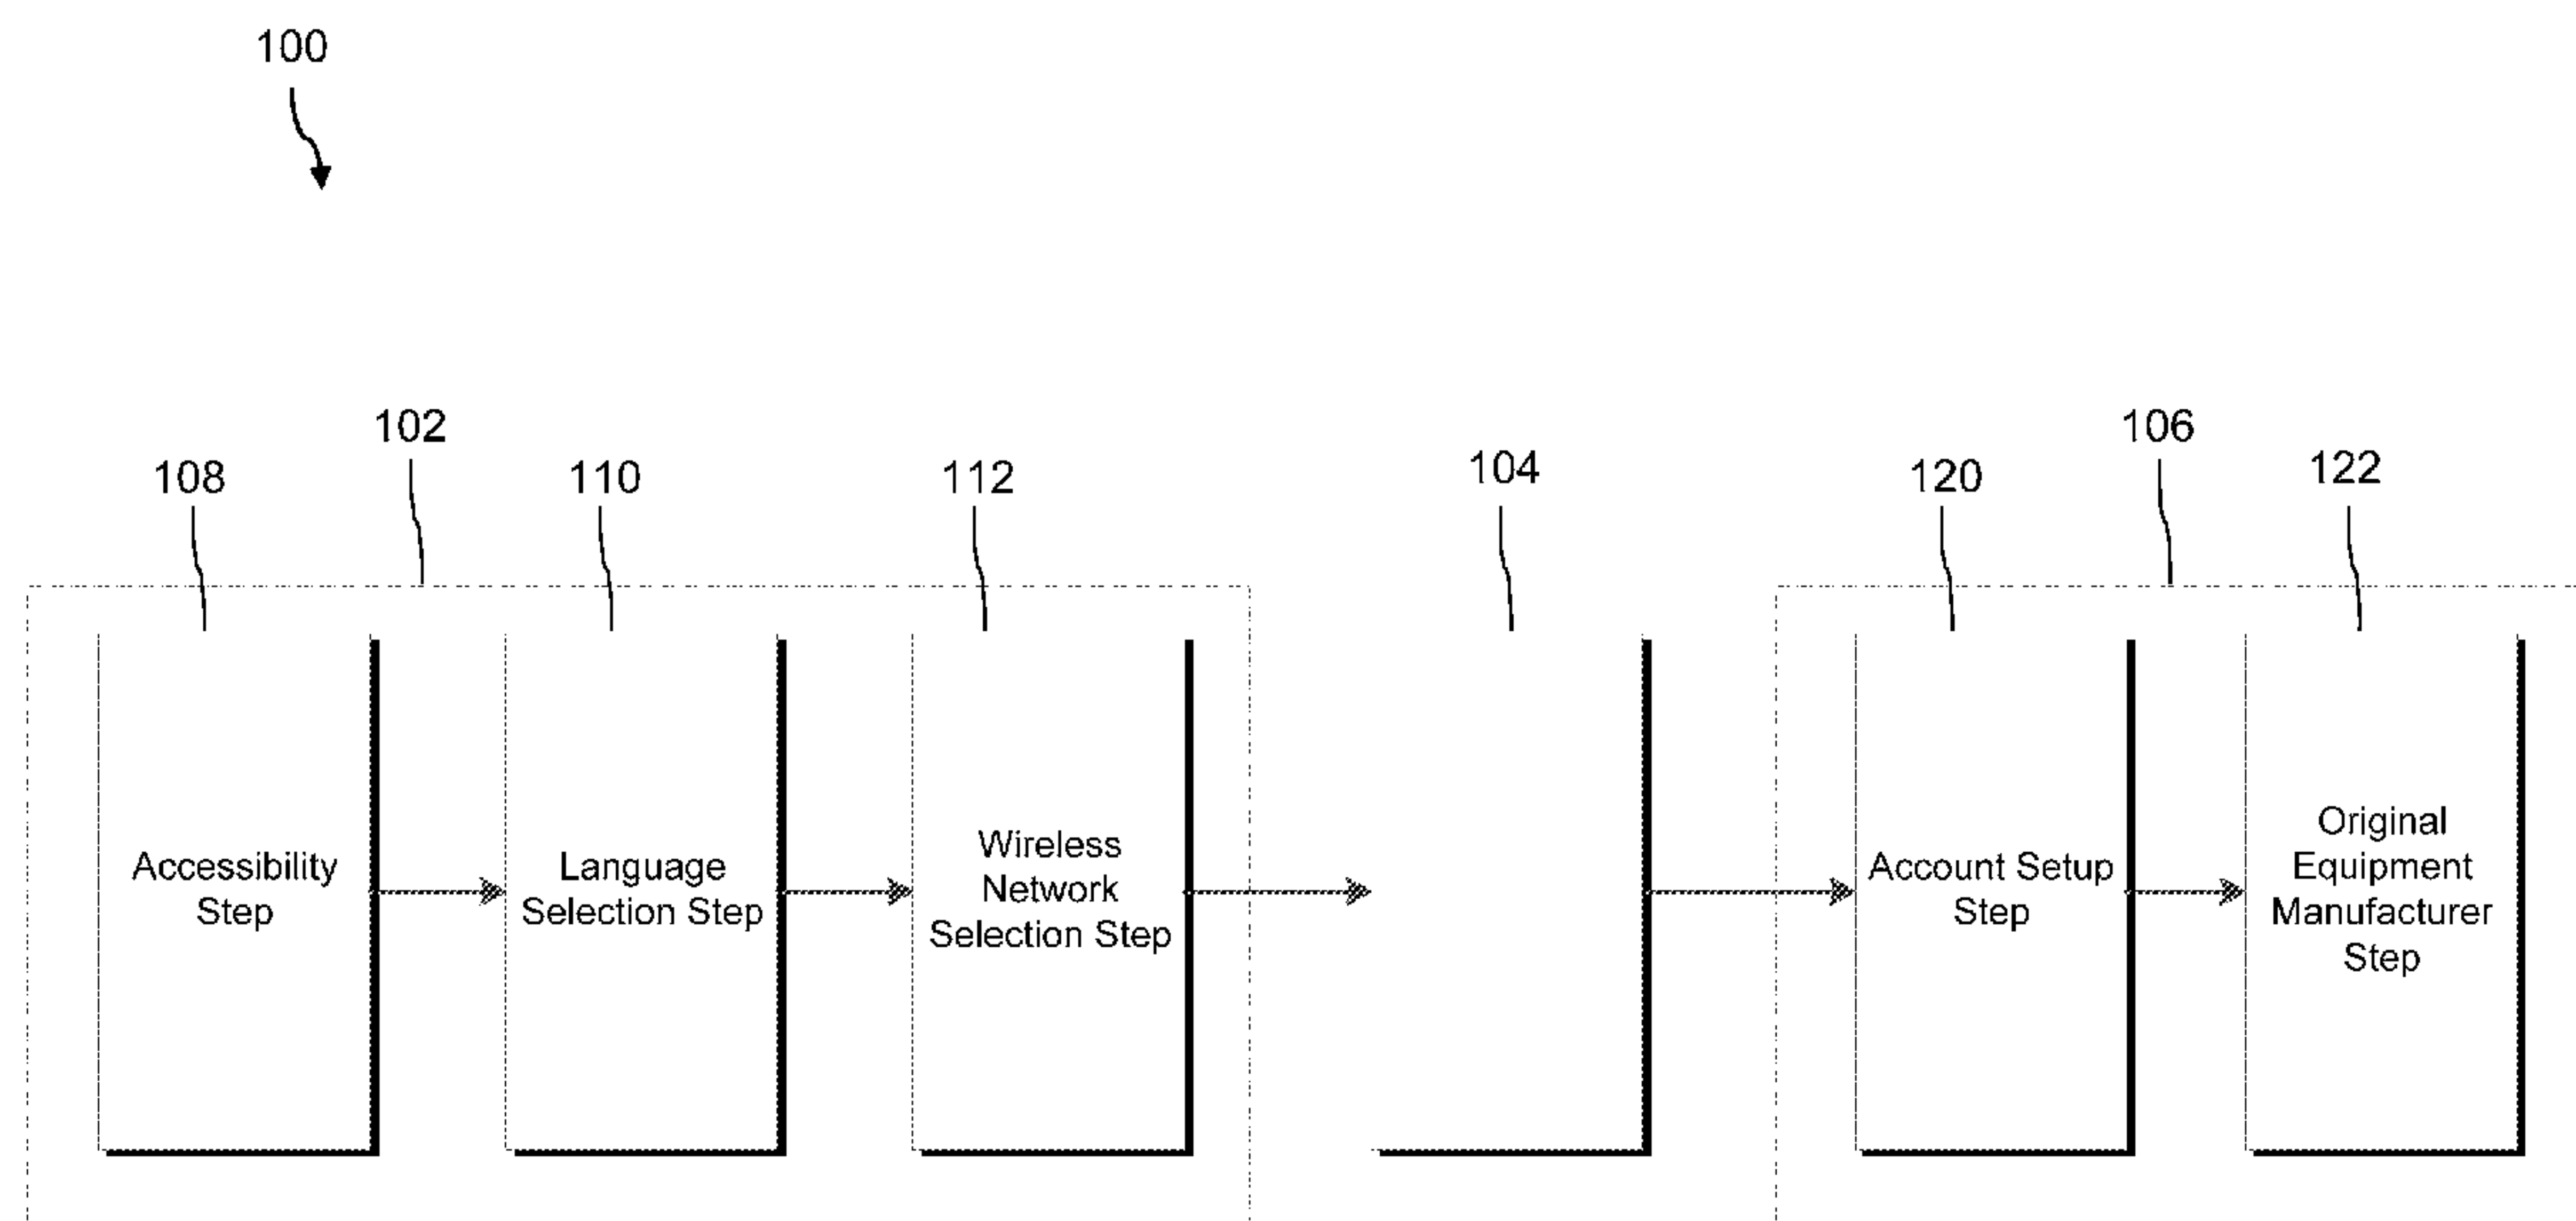 100
102
106
108
110
112
104
120
122
Accessibility
Step
Language
Selection Step
Wireless
Network
Selection Step
Account Setup
Step
Original
Equipment
Manufacturer
Step